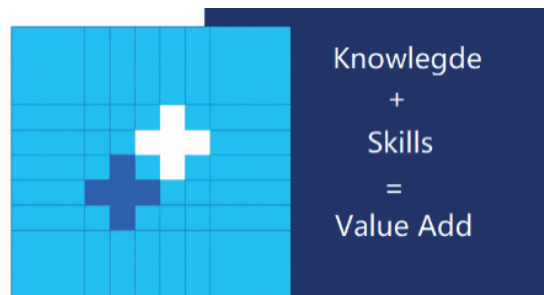 Knowlegde
+
Skills
=
Value Add